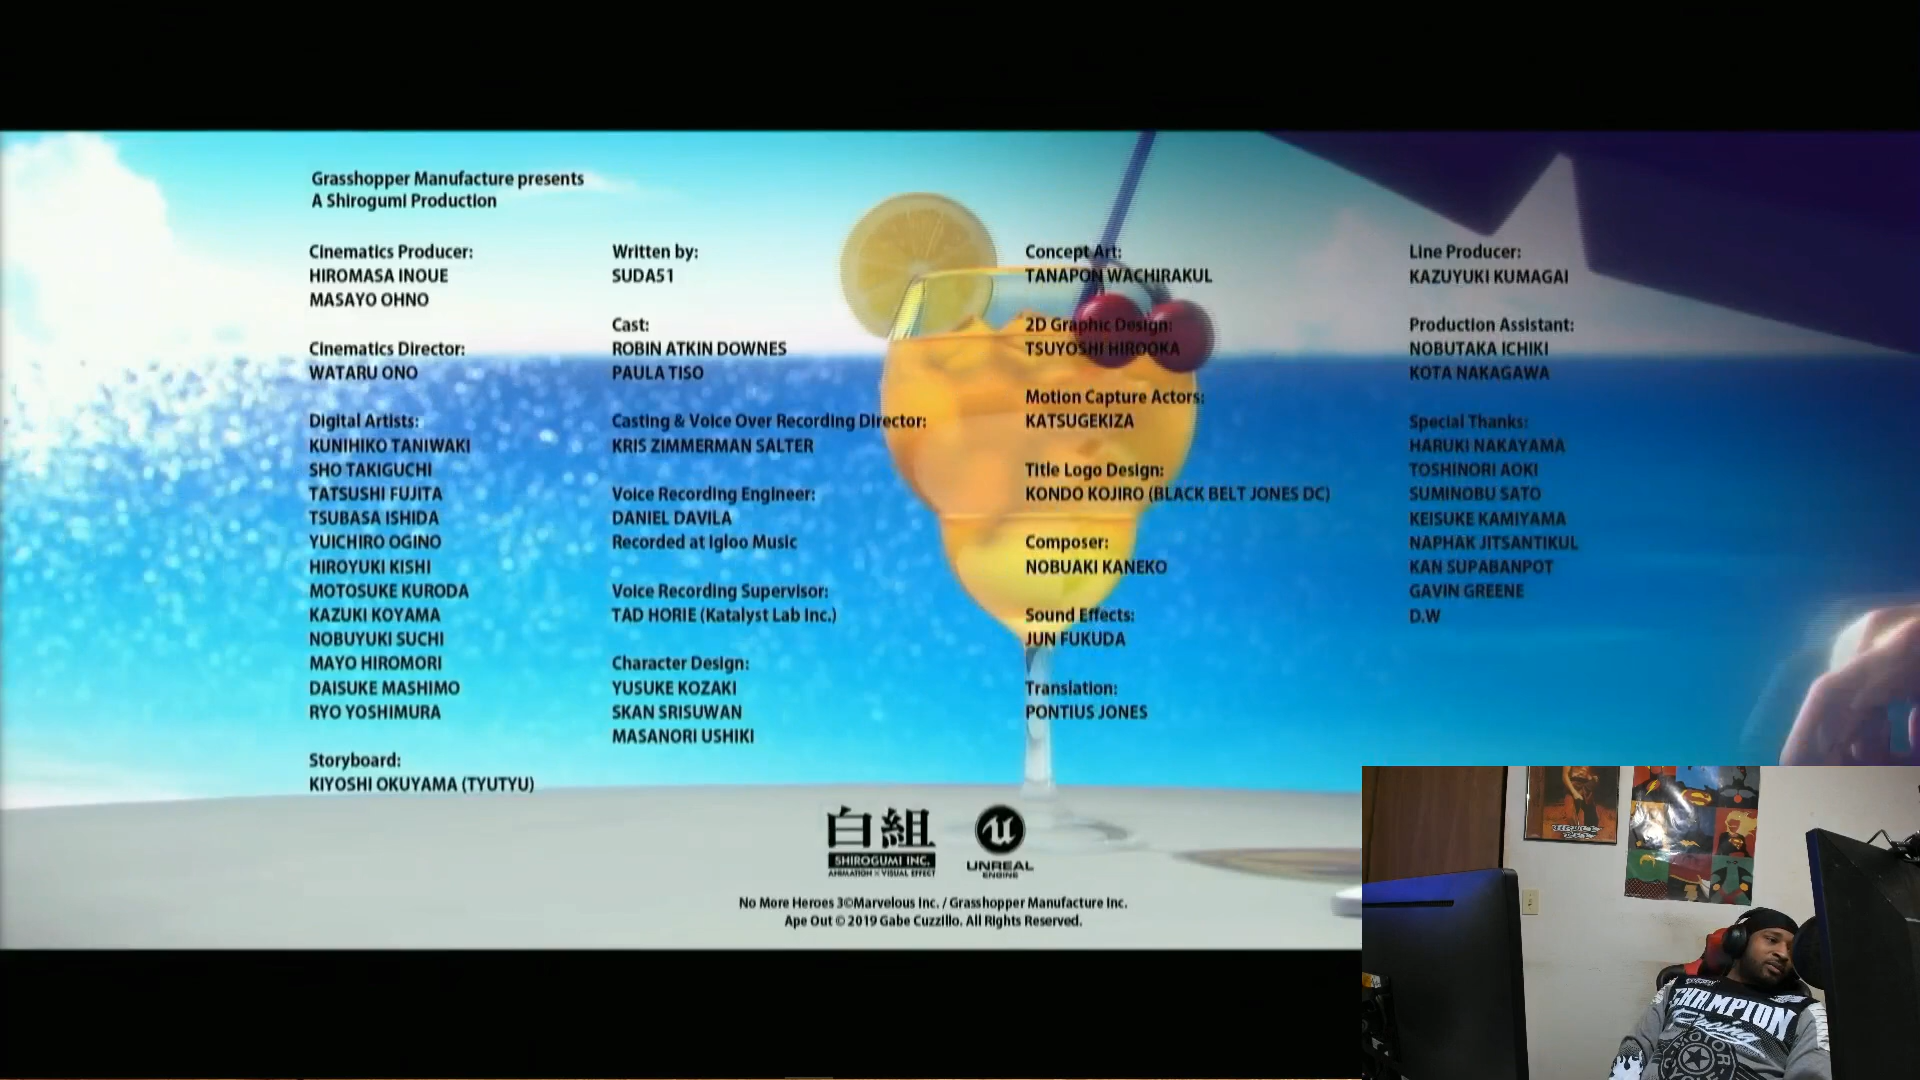 Grasshopper Manufacture presents
A Shirogumi Production
Cinematics Producer:
HIROMASA INOUE
MASAYO OHNO
Cinematics Director:
WATARU ONO
Digital Artists:
KUNIHIKO TANIWAKI
SHO TAKIGUCHI
TATSUSHI FUJITA
TSUBASA ISHIDA
YUICHIRO OGINO
HIROYUKI KISHI
MOTOSUKE KURODA
KAZUKI KOYAMA
NOBUYUKI SUCHI
MAYO HIROMORI
DAISUKE MASHIMO
RYO YOSHIMURA
Storyboard:
KIYOSHI OKUYAMA (TYUTYU)
Written by:
SUDA51
Cast:
ROBIN ATKIN DOWNES
PAULA TISO
Casting & Voice Over Recording Director:
KRIS ZIMMERMAN SALTER
Voice Recording Engineer:
DANIEL DAVILA
Recorded at Igloo Music
Voice Recording Supervisor:
TAD HORIE (Katalyst Lab Inc.)
Character Design:
YUSUKE KOZAKI
SKAN SRISUWAN
MASANORI USHIKI
Concept Art:
TANAPON WACHIRAKUL
2D Graphic Design:
TSUYOSHI HIROOKA
Motion Capture Actors:
KATSUGEKIZA
Title Logo Design:
KONDO KOJIRO (BLACK BELT JONES DC)
Composer:
NOBUAKI KANEKO
Sound Effects:
JUN FUKUDA
Translation:
PONTIUS JONES
Line Producer:
KAZUYUKI KUMAGAI
Production Assistant:
NOBUTAKA ICHIKI
KOTA NAKAGAWA
Special Thanks:
HARUKI NAKAYAMA
TOSHINORI AOKI
SUMINOBU SATO
KEISUKE KAMIYAMA
NAPHAK JITSANTIKUL
KAN SUPABANPOT
GAVIN GREENE
D.W
白組
SHIROGUMI INC.
ANIMATION × VISUAL EFFECT
UNREAL
ENGINE
No More Heroes 3©Marvelous Inc. / Grasshopper Manufacture Inc.
Ape Out © 2019 Gabe Cuzzillo. All Rights Reserved.
CHAMPION
Racing
MOTOR